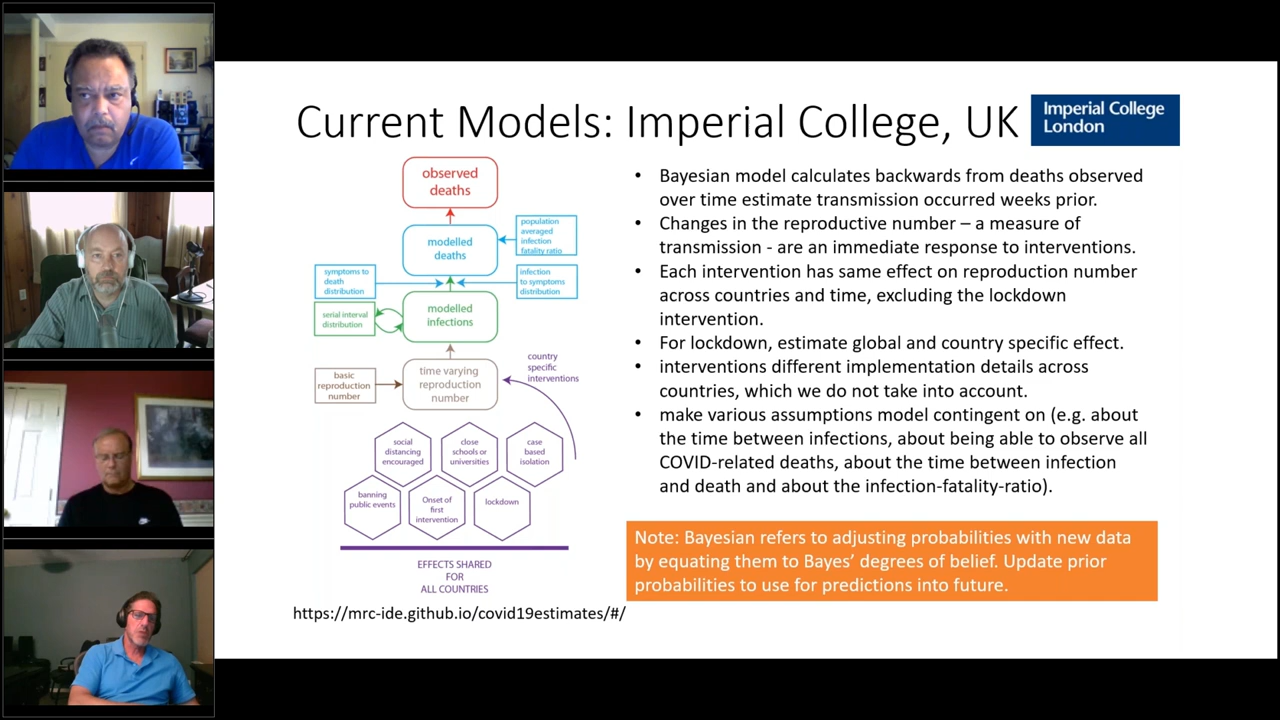 Current Models: Imperial College, UK
Imperial College
London
observed
deaths
modelled
deaths
population
averaged
infection
fatality ratio
symptoms to
death
distribution
infection
to symptoms
distribution
serial interval
distribution
modelled
infections
basic
reproduction
number
time varying
reproduction
number
country
specific
interventions
social
distancing
encouraged
close
schools or
universities
case
based
isolation
banning
public events
Onset of
first
intervention
lockdown
EFFECTS SHARED
FOR
ALL COUNTRIES
https://mrc-ide.github.io/covid19estimates/#/
• Bayesian model calculates backwards from deaths observed
over time estimate transmission occurred weeks prior.
• Changes in the reproductive number – a measure of
transmission - are an immediate response to interventions.
• Each intervention has same effect on reproduction number
across countries and time, excluding the lockdown
intervention.
• For lockdown, estimate global and country specific effect.
• interventions different implementation details across
countries, which we do not take into account.
• make various assumptions model contingent on (e.g. about
the time between infections, about being able to observe all
COVID-related deaths, about the time between infection
and death and about the infection-fatality-ratio).
Note: Bayesian refers to adjusting probabilities with new data
by equating them to Bayes’ degrees of belief. Update prior
probabilities to use for predictions into future.